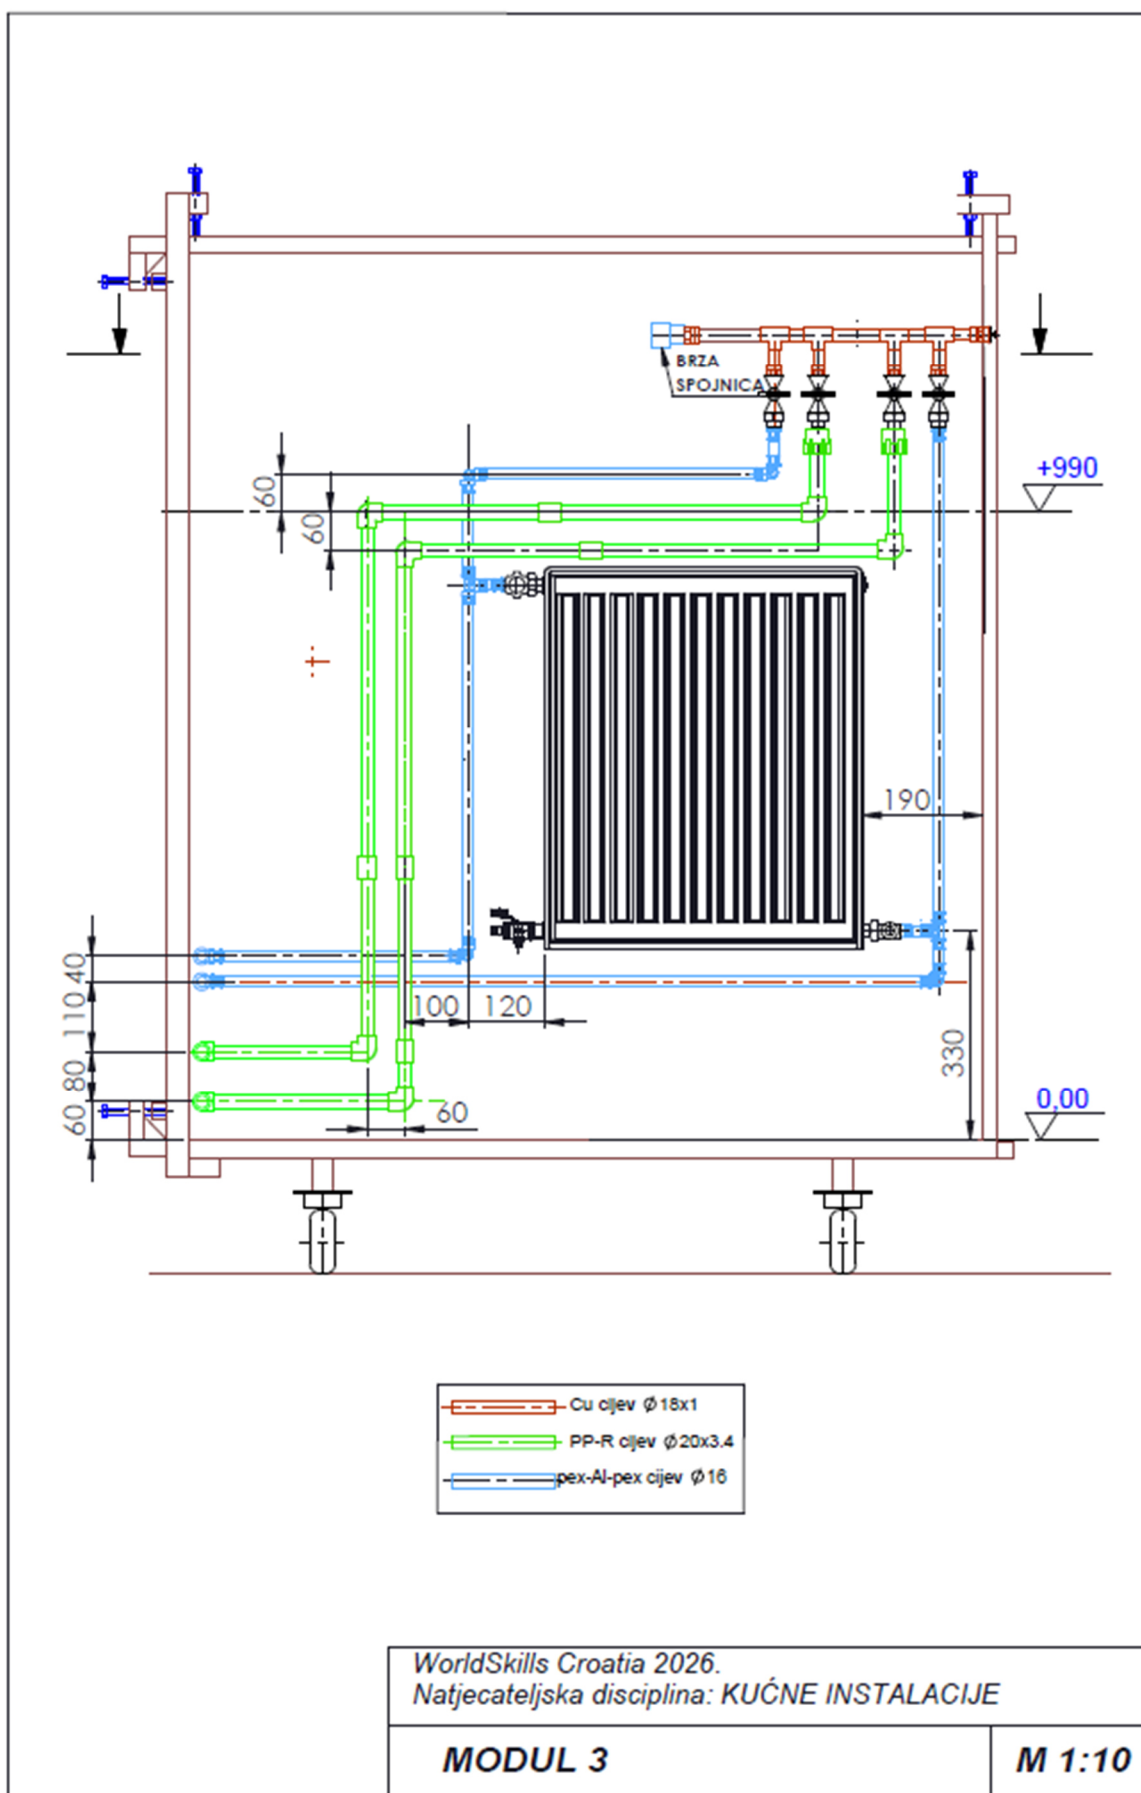 BRZA
SPOJNICA
+990
60
60
190
40
110
100
120
80
330
60
60
0,00
Cu cijev Ø18x1
PP-R cijev Ø20x3.4
pex-Al-pex cijev Ø16
WorldSkills Croatia 2026.
Natjecateljska disciplina: KUĆNE INSTALACIJE
MODUL 3
M 1:10